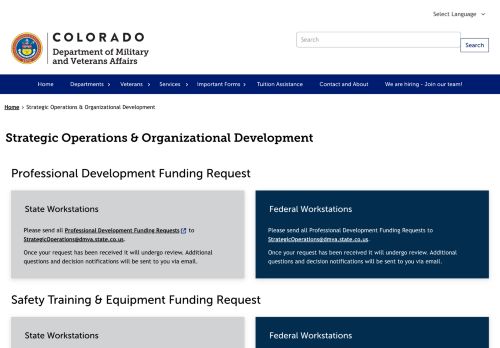 Select Language
COLORADO
Department of Military
and Veterans Affairs
Search
Search
Home Departments Veterans Services Important Forms Tuition Assistance Contact and About We are hiring - Join our team!
Home > Strategic Operations & Organizational Development
Strategic Operations & Organizational Development
Professional Development Funding Request
State Workstations
Please send all Professional Development Funding Requests to
StrategicOperations@dmva.state.co.us.
Once your request has been received it will undergo review. Additional
questions and decision notifications will be sent to you via email.
Federal Workstations
Please send all Professional Development Funding Requests to
StrategicOperations@dmva.state.co.us.
Once your request has been received it will undergo review. Additional
questions and decision notifications will be sent to you via email.
Safety Training & Equipment Funding Request
State Workstations
Federal Workstations